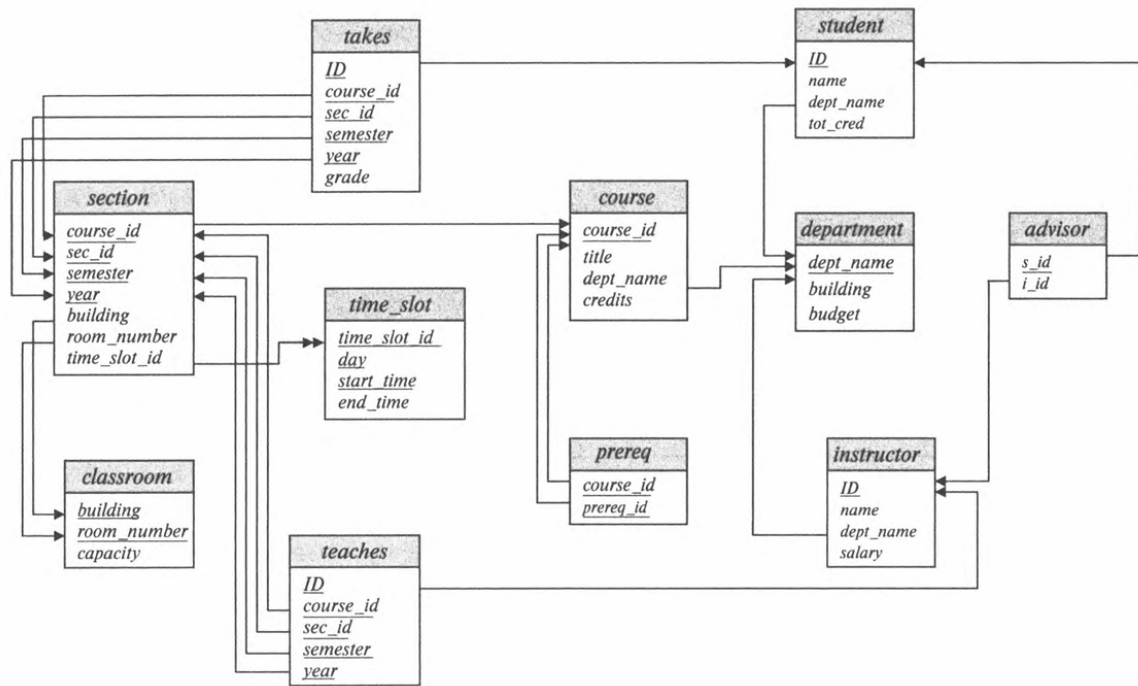 takes
ID
course_id
sec_id
semester
year
grade
student
ID
name
dept_name
tot_cred
section
course_id
sec_id
semester
year
building
room_number
time_slot_id
course
course_id
title
dept_name
credits
department
dept_name
building
budget
advisor
s_id
i_id
time_slot
time_slot_id
day
start_time
end_time
prereq
course_id
prereq_id
instructor
ID
name
dept_name
salary
classroom
building
room_number
capacity
teaches
ID
course_id
sec_id
semester
year